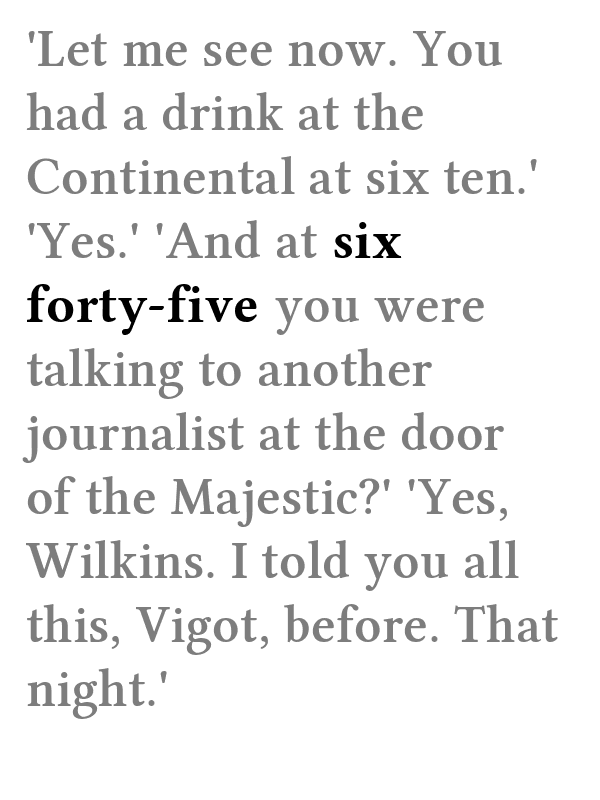 'Let me see now. You
had a drink at the
Continental at six ten.'
'Yes.' 'And at six
forty-five you were
talking to another
journalist at the door
of the Majestic?' 'Yes,
Wilkins. I told you all
this, Vigot, before. That
night.'